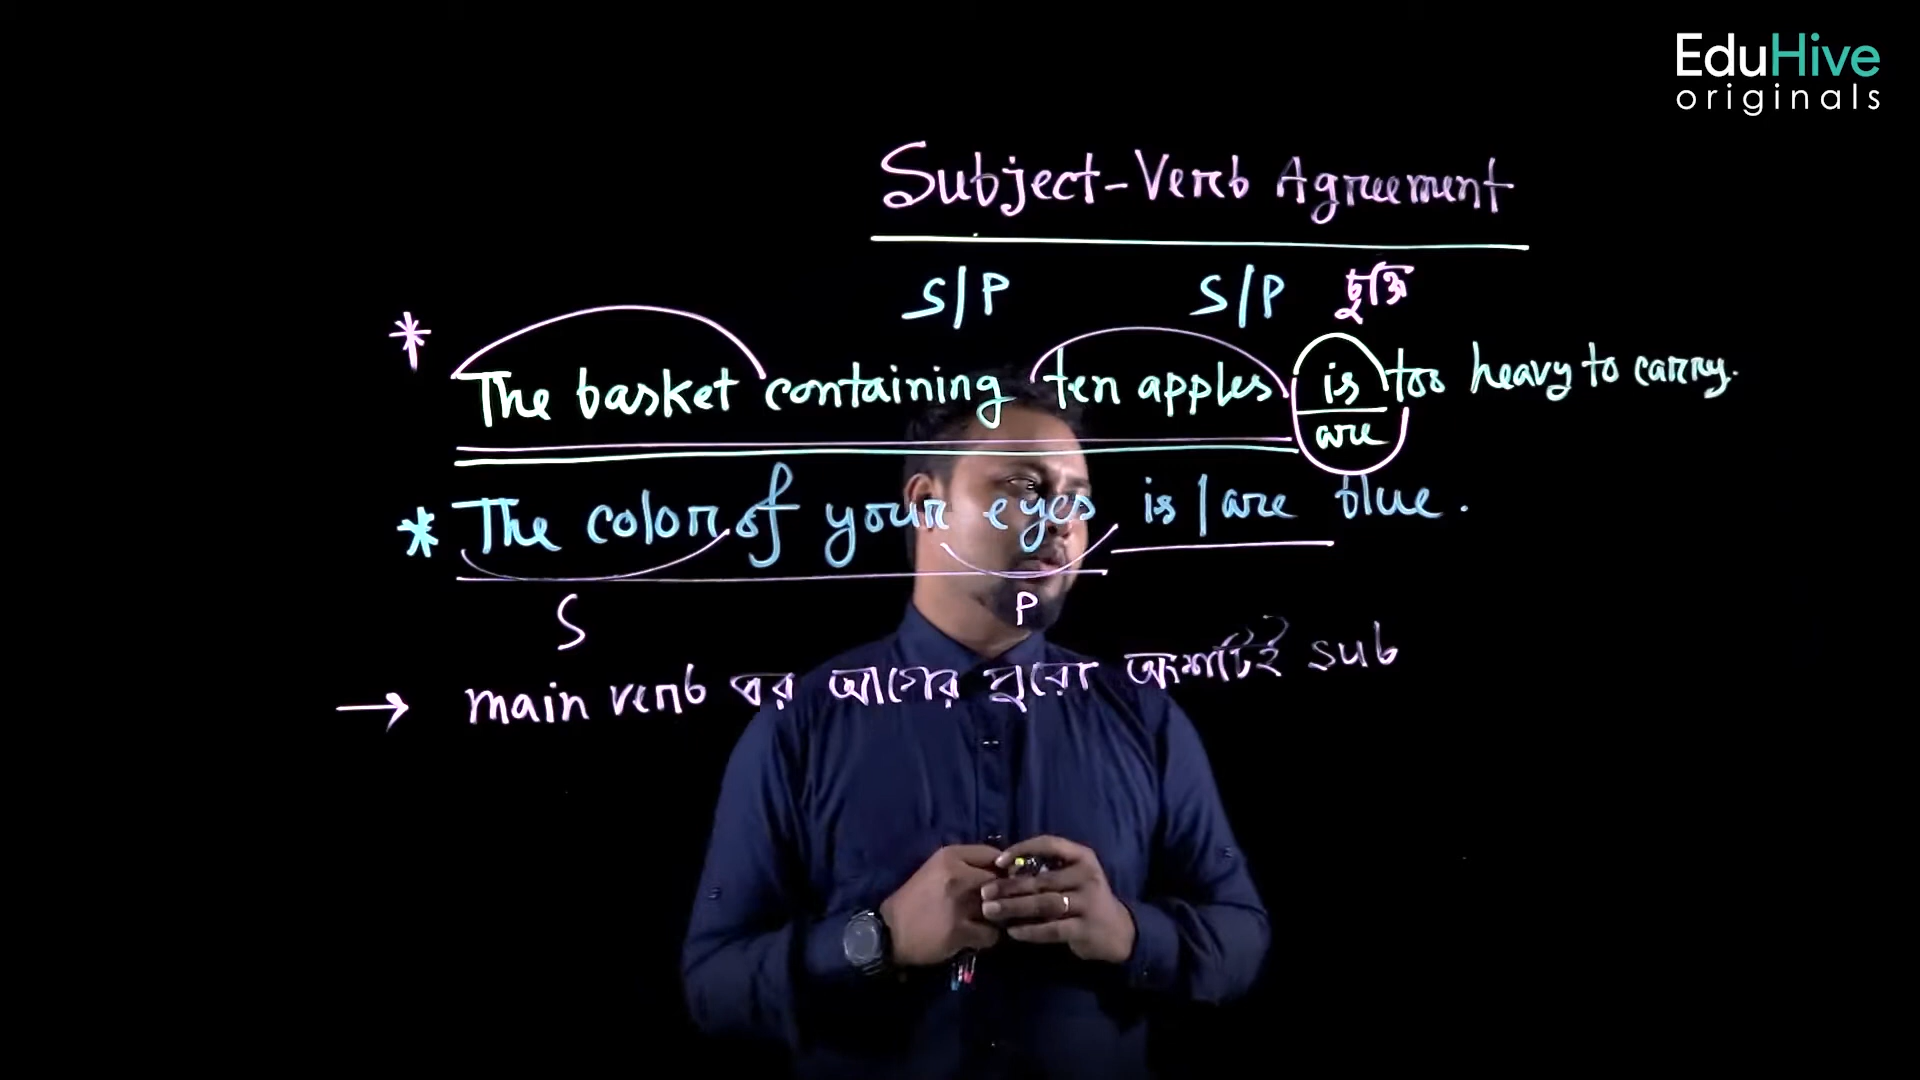 EduHive
originals
Subject-Verb Agreement
S/P S/P চুক্তি
* The basket containing ten apples is/are too heavy to carry.
* The color of your eyes is/are blue.
S P
→ main verb এর আগের পুরো অংশটিই sub